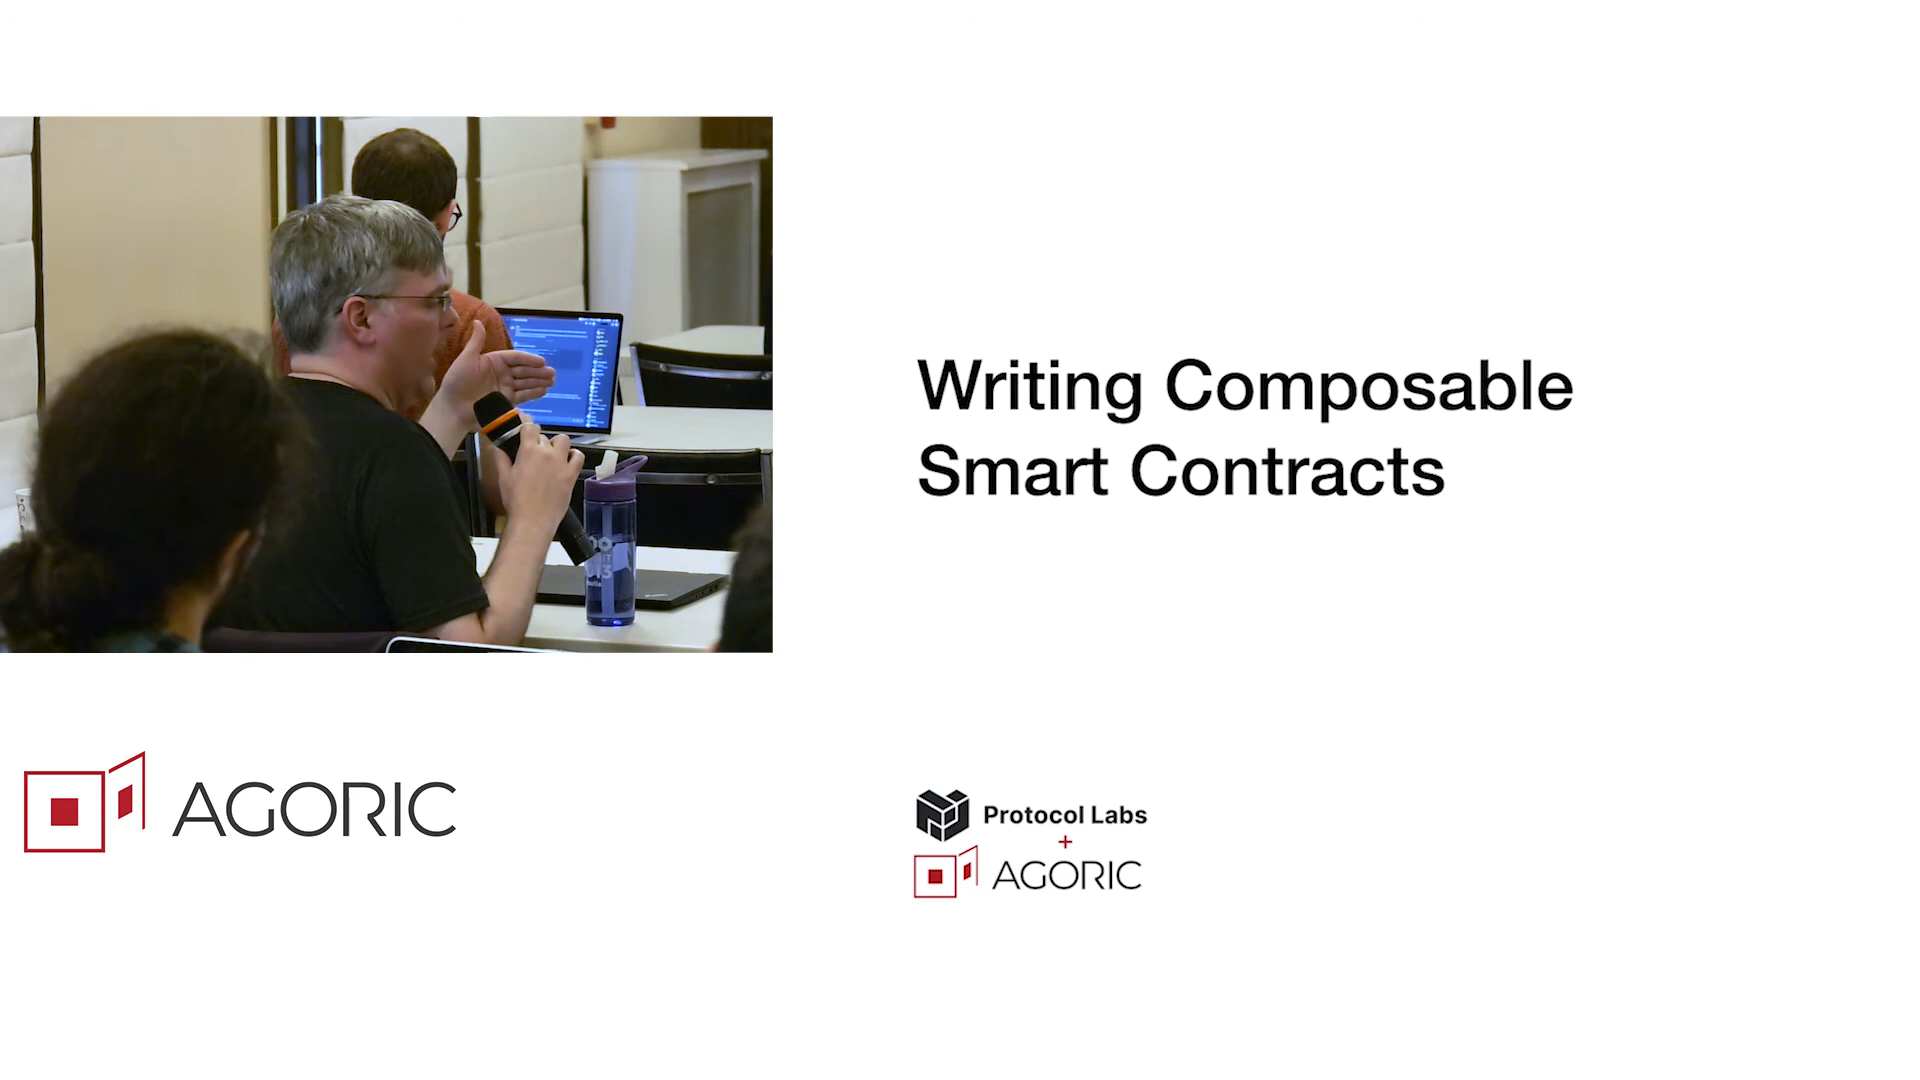 Writing Composable
Smart Contracts
AGORIC
Protocol Labs
+
AGORIC